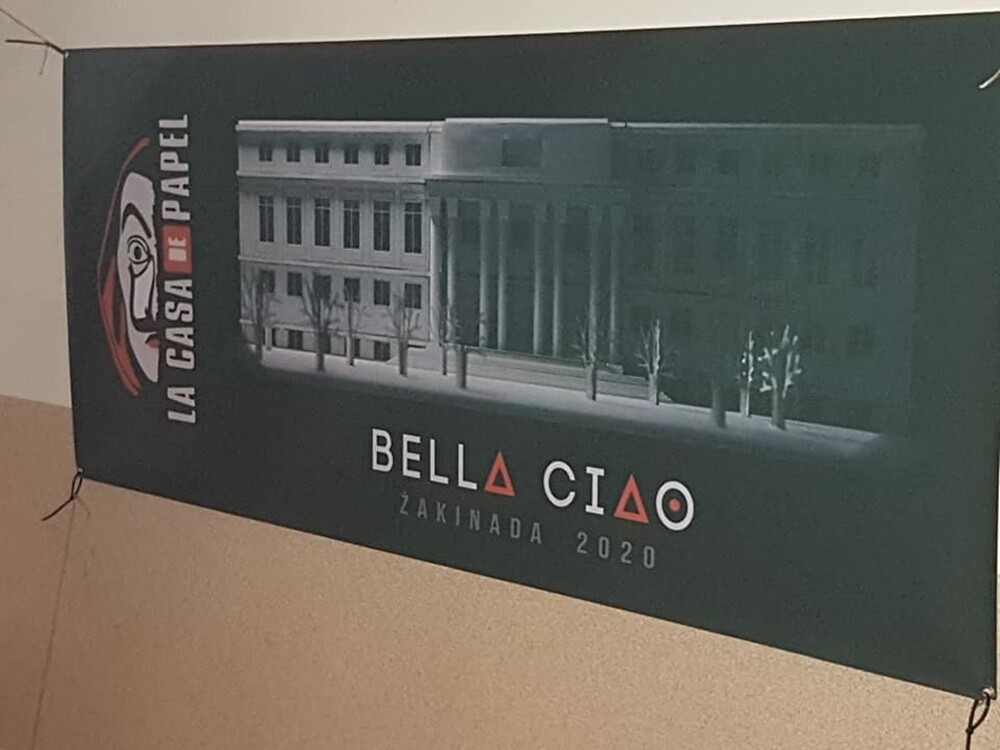 LA CASA DE PAPEL
BELLA CIAO
ŻAKINADA 2020